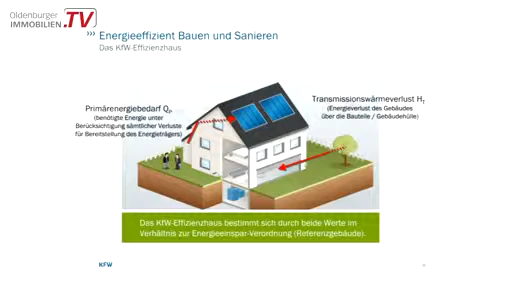 Oldenburger
IMMOBILIEN.TV
››› Energieeffizient Bauen und Sanieren
Das KfW-Effizienzhaus
Primärenergiebedarf QP
(benötigte Energie unter
Berücksichtigung sämtlicher Verluste
für Bereitstellung des Energieträgers)
Transmissionswärmeverlust HT
(Energieverlust des Gebäudes
über die Bauteile / Gebäudehülle)
Das KfW-Effizienzhaus bestimmt sich durch beide Werte im
Verhältnis zur Energieeinspar-Verordnung (Referenzgebäude).
KFW